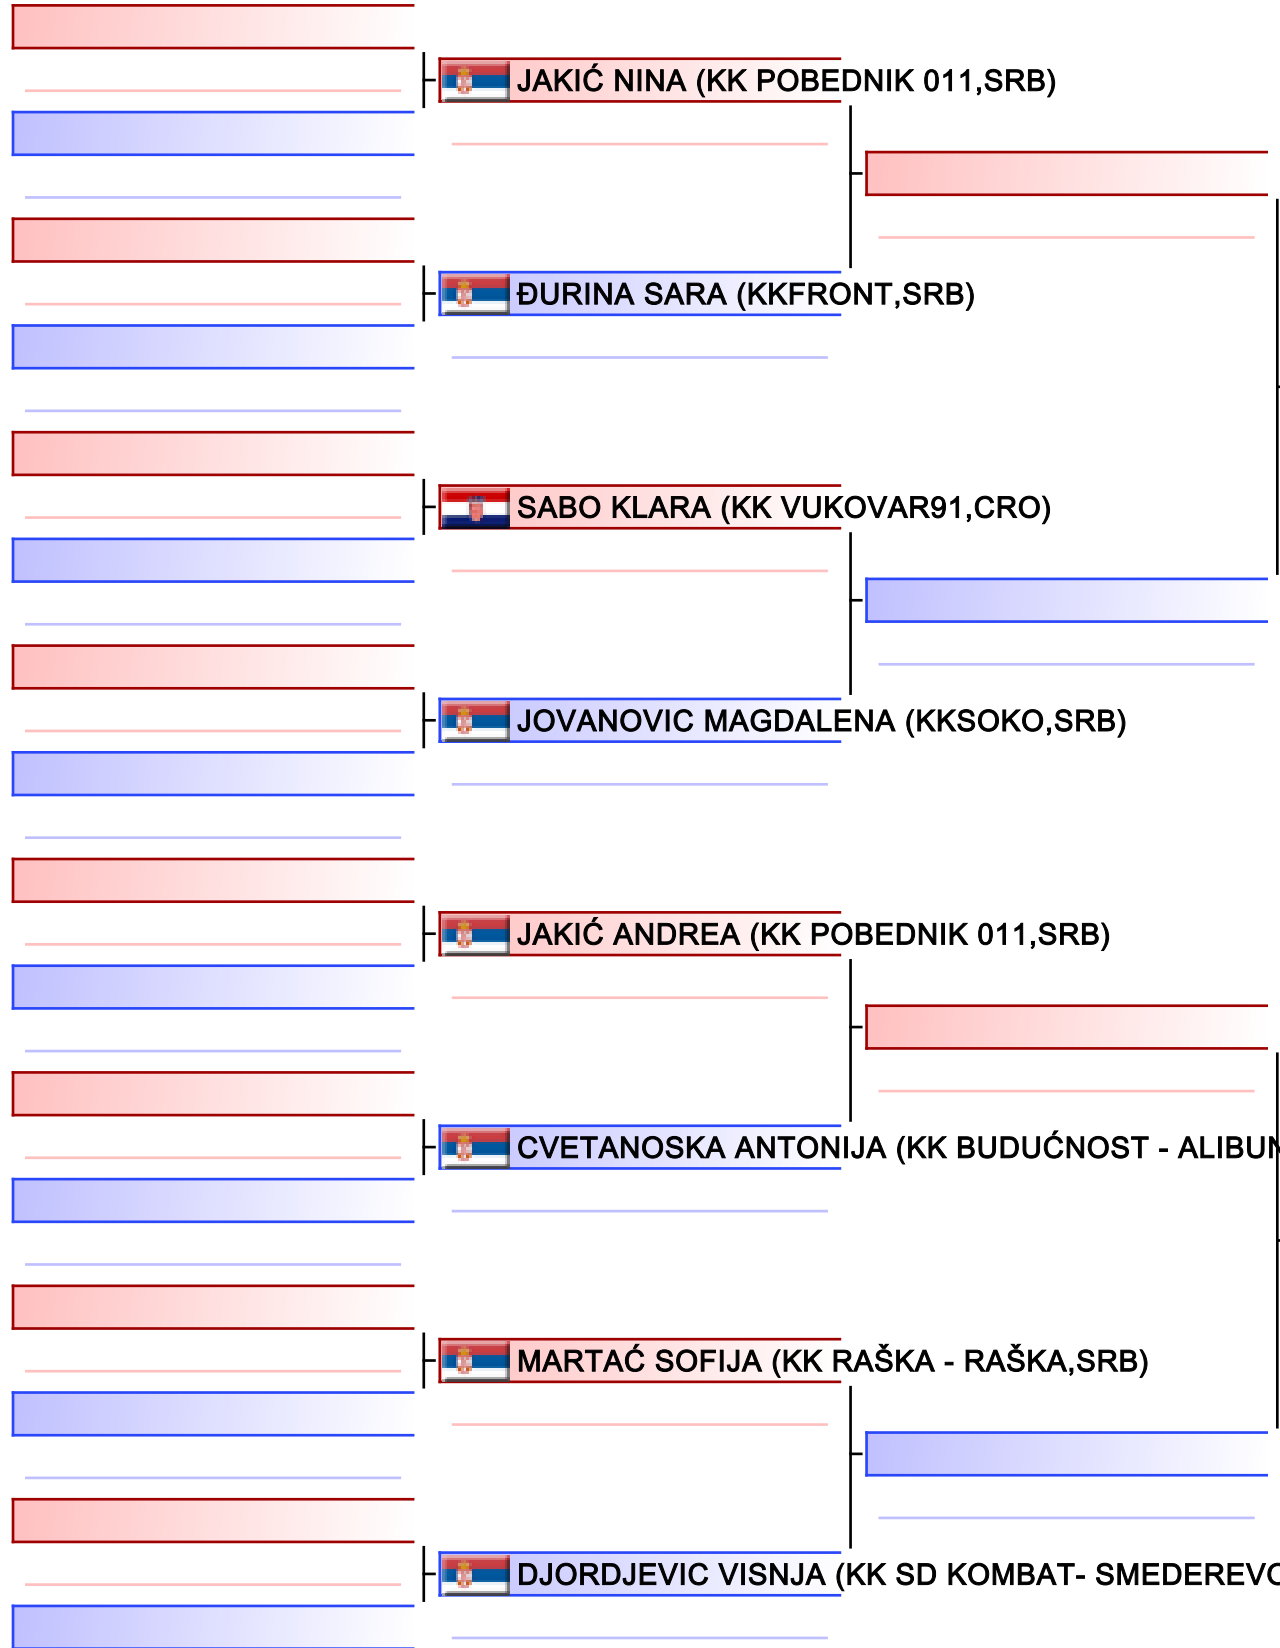 JAKIĆ NINA (KK POBEDNIK 011,SRB)
ĐURINA SARA (KKFRONT,SRB)
SABO KLARA (KK VUKOVAR91,CRO)
JOVANOVIC MAGDALENA (KKSOKO,SRB)
JAKIĆ ANDREA (KK POBEDNIK 011,SRB)
CVETANOSKA ANTONIJA (KK BUDUĆNOST - ALIBUN
MARTAĆ SOFIJA (KK RAŠKA - RAŠKA,SRB)
DJORDJEVIC VISNJA (KK SD KOMBAT- SMEDEREVO